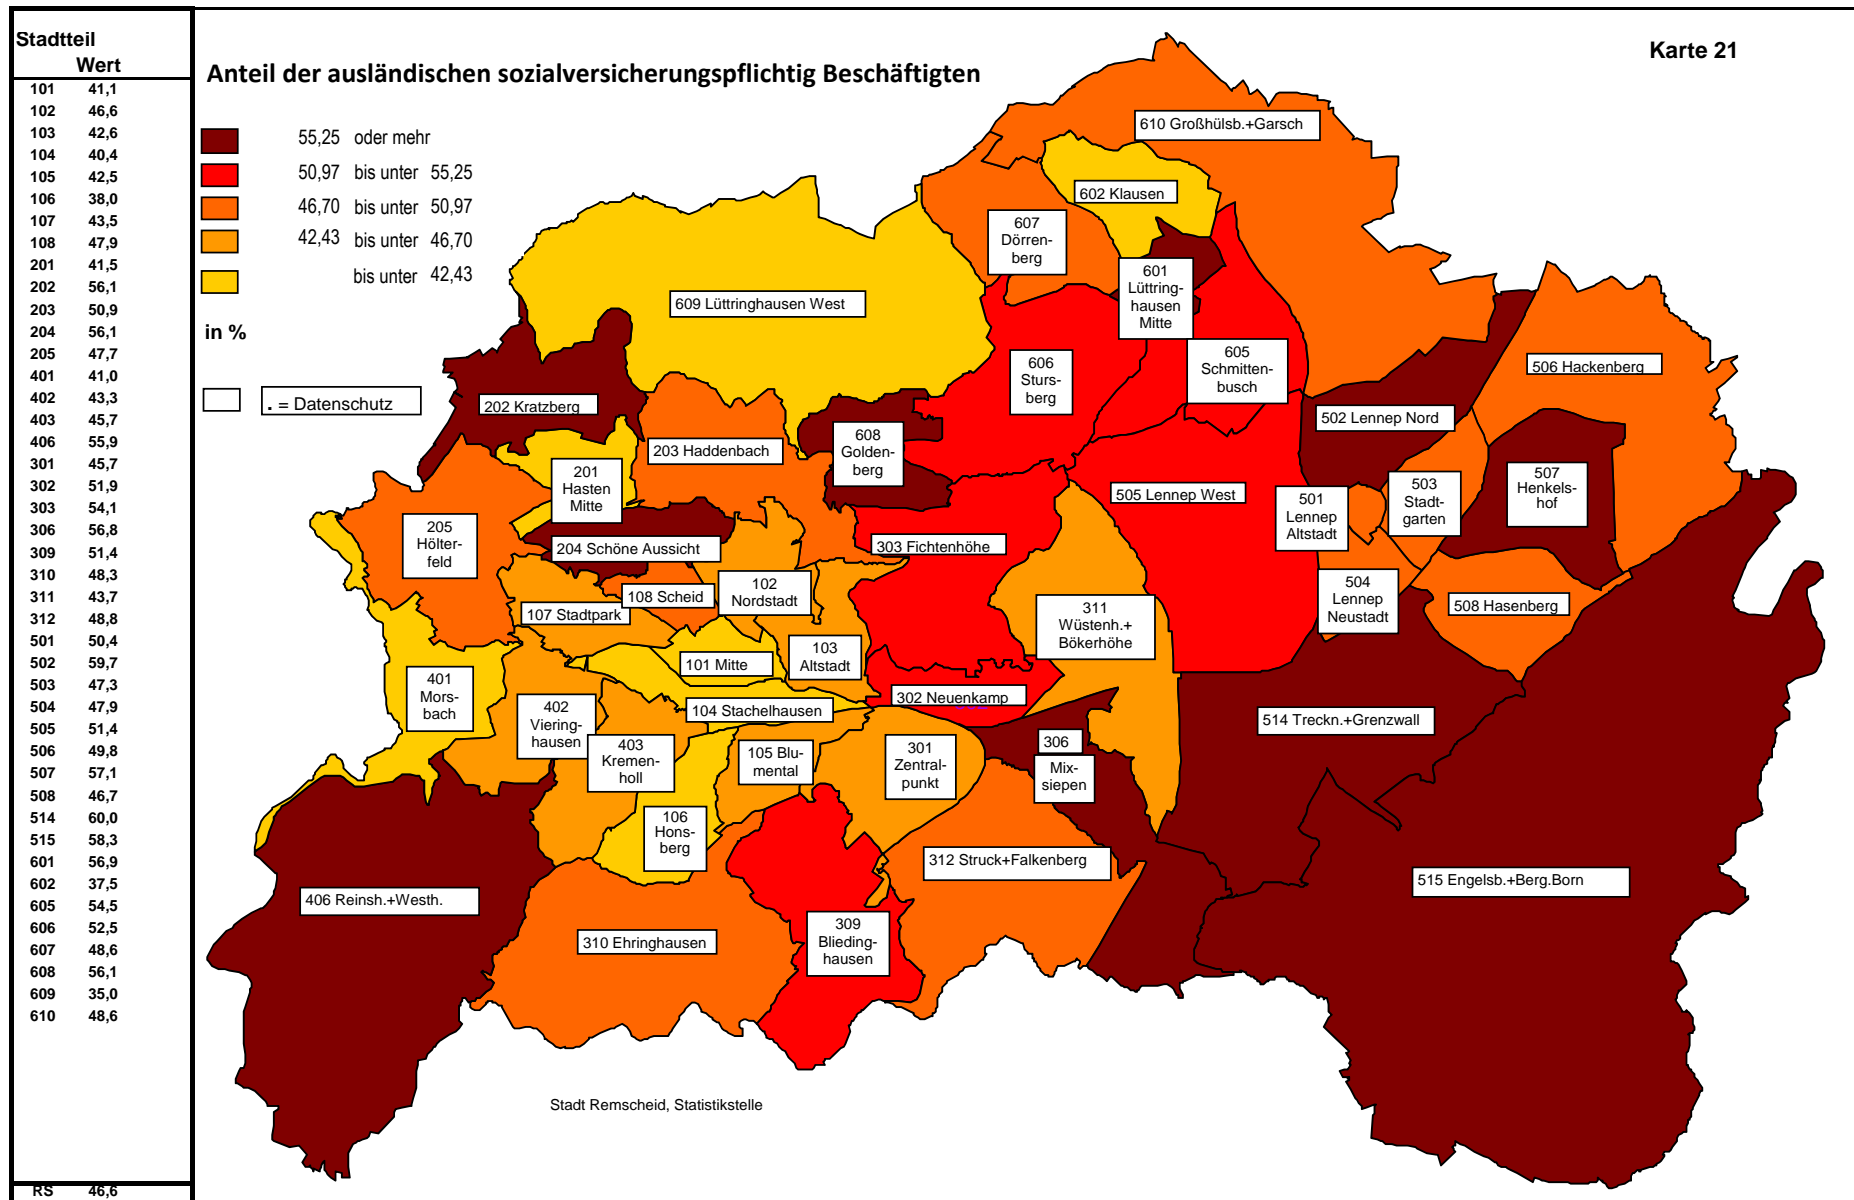 Stadtteil
Wert
101 41,1
102 46,6
103 42,6
104 40,4
105 42,5
106 38,0
107 43,5
108 47,9
201 41,5
202 56,1
203 50,9
204 56,1
205 47,7
401 41,0
402 43,3
403 45,7
406 55,9
301 45,7
302 51,9
303 54,1
306 56,8
309 51,4
310 48,3
311 43,7
312 48,8
501 50,4
502 59,7
503 47,3
504 47,9
505 51,4
506 49,8
507 57,1
508 46,7
514 60,0
515 58,3
601 56,9
602 37,5
605 54,5
606 52,5
607 48,6
608 56,1
609 35,0
610 48,6
RS 46,6
Anteil der ausländischen sozialversicherungspflichtig Beschäftigten
Karte 21
55,25 oder mehr
50,97 bis unter 55,25
46,70 bis unter 50,97
42,43 bis unter 46,70
bis unter 42,43
in %
. = Datenschutz
610 Großhülsb.+Garsch
602 Klausen
607
Dörren-
berg
601
Lüttring-
hausen
Mitte
609 Lüttringhausen West
605
Schmitten-
busch
606
Sturs-
berg
506 Hackenberg
202 Kratzberg
502 Lennep Nord
608
Golden-
berg
203 Haddenbach
201
Hasten
Mitte
507
Henkels-
hof
503
Stadt-
garten
501
Lennep
Altstadt
505 Lennep West
205
Hölter-
feld
204 Schöne Aussicht
303 Fichtenhöhe
102
Nordstadt
108 Scheid
107 Stadtpark
504
Lennep
Neustadt
508 Hasenberg
311
Wüstenh.+
Bökerhöhe
103
Altstadt
101 Mitte
401
Mors-
bach
302 Neuenkamp
402
Viering-
hausen
104 Stachelhausen
514 Treckn.+Grenzwall
403
Kremen-
holl
105 Blu-
mental
301
Zentral-
punkt
306
Mix-
siepen
106
Hons-
berg
312 Struck+Falkenberg
515 Engelsb.+Berg.Born
406 Reinsh.+Westh.
310 Ehringhausen
309
Blieding-
hausen
Stadt Remscheid, Statistikstelle